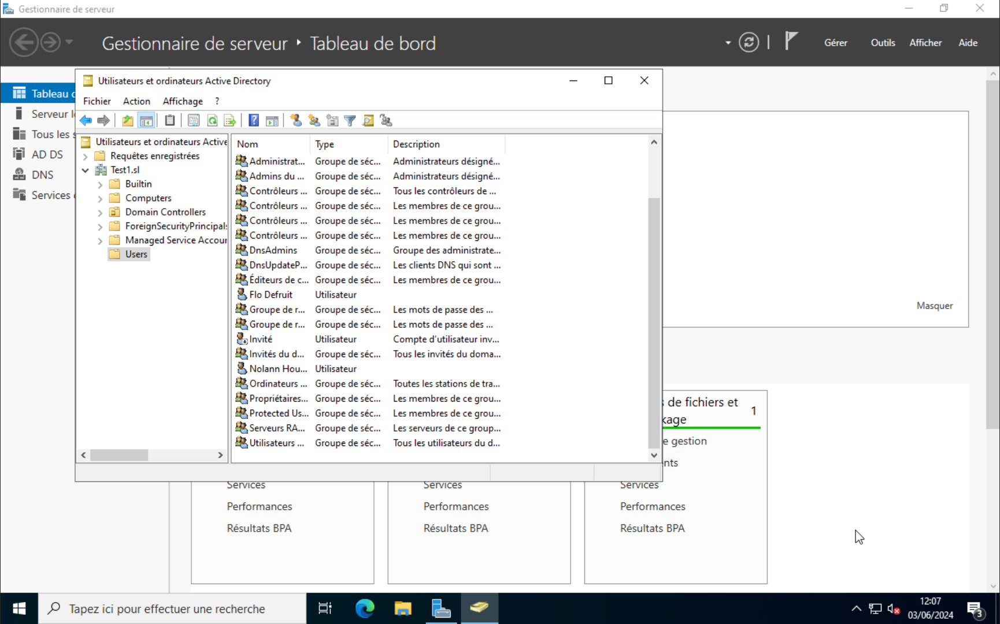 Gestionnaire de serveur
Gestionnaire de serveur ‣ Tableau de bord
Gérer Outils Afficher Aide
Tableau
Serveur
Tous les
AD DS
DNS
Services
Utilisateurs et ordinateurs Active Directory
Fichier Action Affichage ?
Utilisateurs et ordinateurs Active
Requêtes enregistrées
Test1.sl
Builtin
Computers
Domain Controllers
ForeignSecurityPrincipals
Managed Service Accour
Users
Nom Type Description
Administrat... Groupe de séc... Administrateurs désigné...
Admins du ... Groupe de séc... Administrateurs désigné...
Contrôleurs ... Groupe de séc... Tous les contrôleurs de ...
Contrôleurs ... Groupe de séc... Les membres de ce grou...
Contrôleurs ... Groupe de séc... Les membres de ce grou...
Contrôleurs ... Groupe de séc... Les membres de ce grou...
DnsAdmins Groupe de séc... Groupe des administrate...
DnsUpdateP... Groupe de séc... Les clients DNS qui sont ...
Éditeurs de c... Groupe de séc... Les membres de ce grou...
Flo Defruit Utilisateur
Groupe de r... Groupe de séc... Les mots de passe des ...
Groupe de r... Groupe de séc... Les mots de passe des ...
Invité Utilisateur Compte d'utilisateur inv...
Invités du d... Groupe de séc... Tous les invités du doma...
Nolann Hou... Utilisateur
Ordinateurs ... Groupe de séc... Toutes les stations de tra...
Propriétaires... Groupe de séc... Les membres de ce grou...
Protected Us... Groupe de séc... Les membres de ce grou...
Serveurs RA... Groupe de séc... Les serveurs de ce group...
Utilisateurs ... Groupe de séc... Tous les utilisateurs du d...
Masquer
de fichiers et
kage 1
e gestion
nts
Services Services Services
Performances Performances Performances
Résultats BPA Résultats BPA Résultats BPA
Tapez ici pour effectuer une recherche
12:07
03/06/2024
3